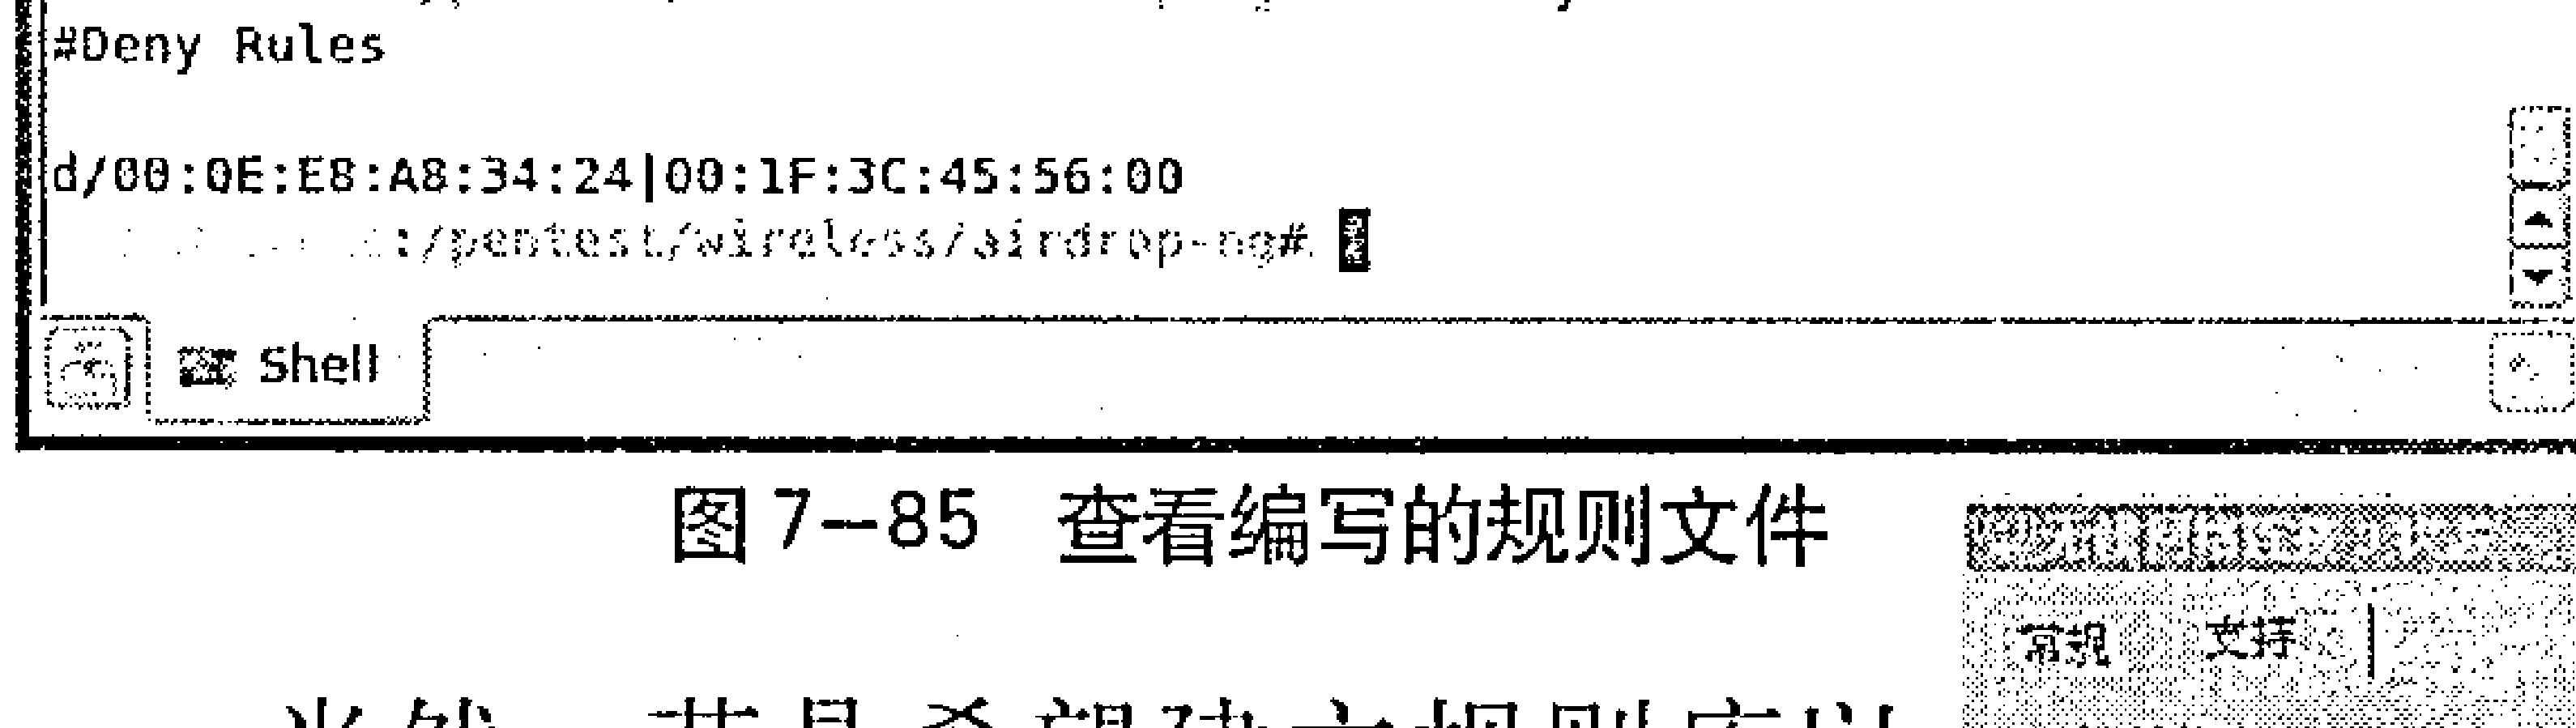 #Deny Rules
d/00:0E:E8:A8:34:24|00:1F:3C:45:56:00
:/pentest/wireless/airdrop-ng#
Shell
图7-85 查看编写的规则文件
常规 支持